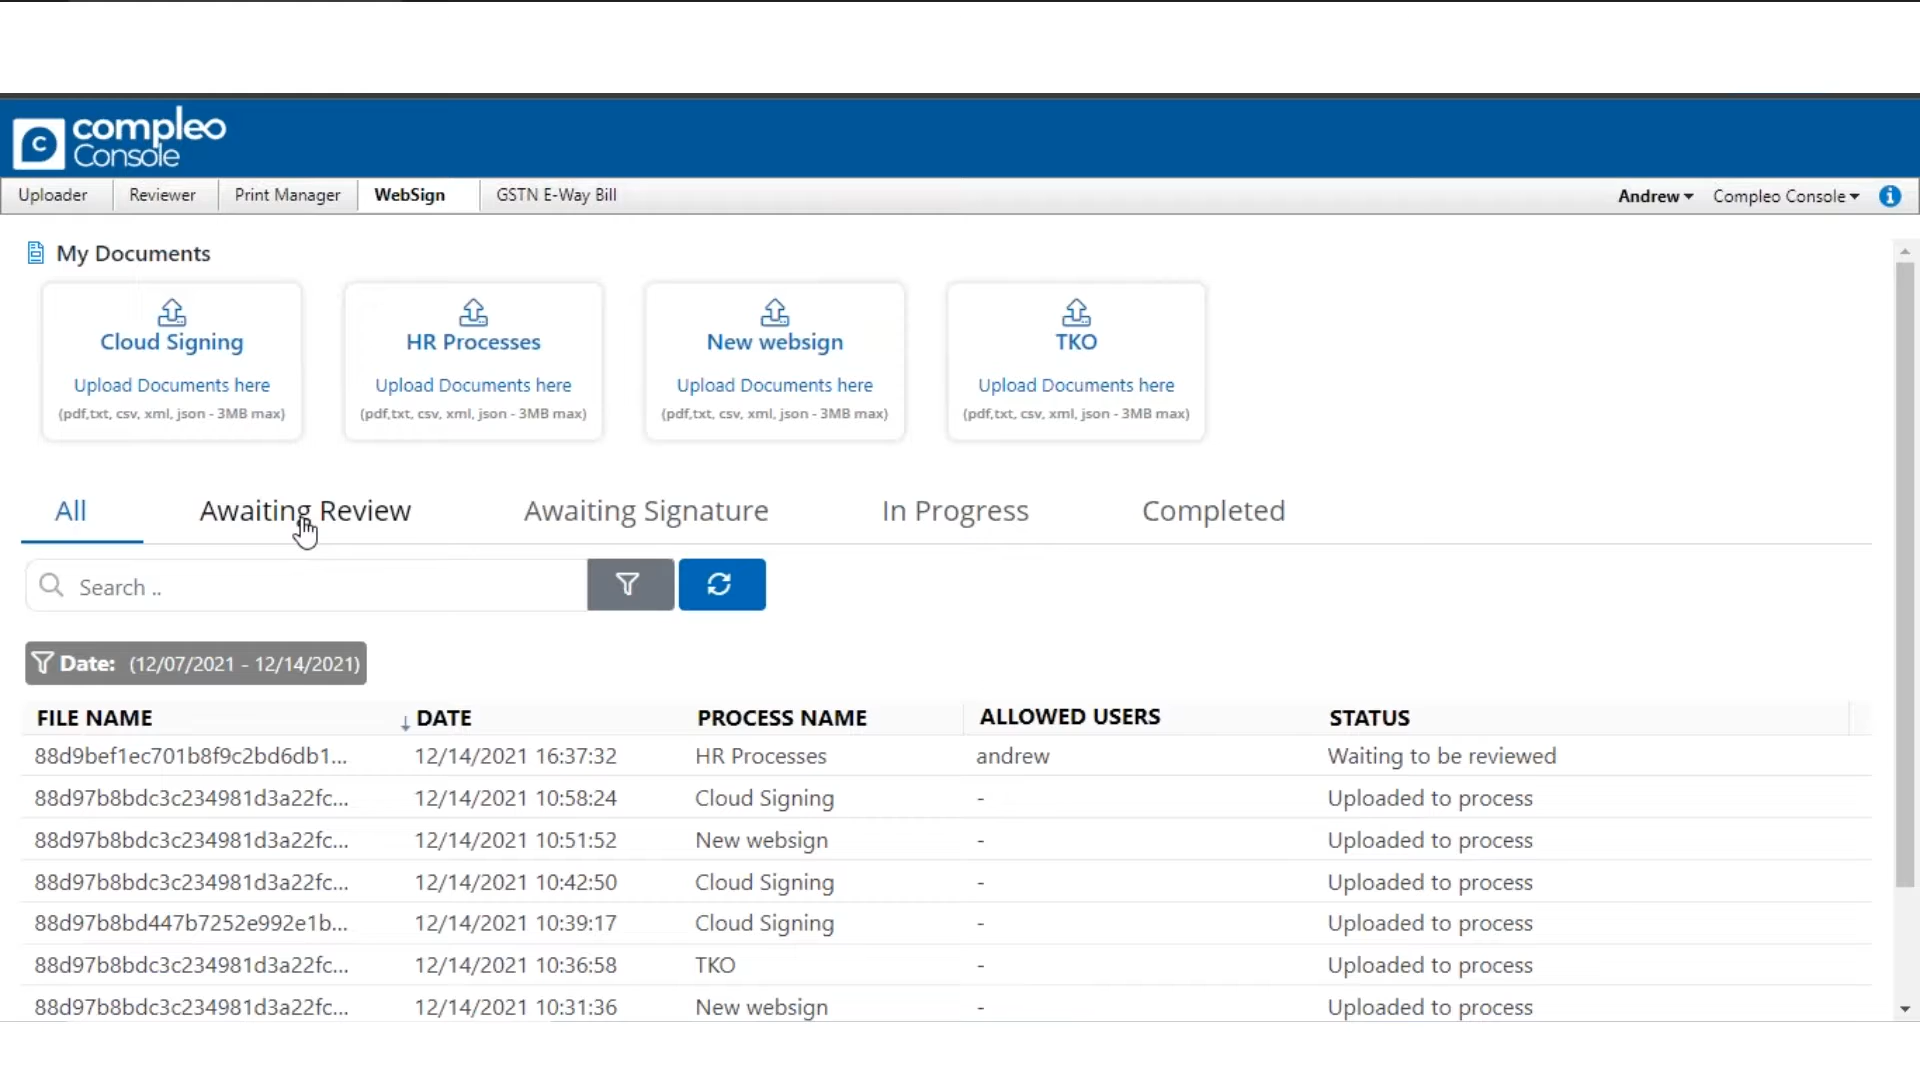 compleo
Console
Uploader Reviewer Print Manager WebSign GSTN E-Way Bill Andrew Compleo Console
My Documents
Cloud Signing HR Processes New websign TKO
Upload Documents here Upload Documents here Upload Documents here Upload Documents here
(pdf,txt, csv, xml, json - 3MB max) (pdf,txt, csv, xml, json - 3MB max) (pdf,txt, csv, xml, json - 3MB max) (pdf,txt, csv, xml, json - 3MB max)
All Awaiting Review Awaiting Signature In Progress Completed
Search ..
Date: (12/07/2021 - 12/14/2021)
FILE NAME DATE PROCESS NAME ALLOWED USERS STATUS
88d9bef1ec701b8f9c2bd6db1... 12/14/2021 16:37:32 HR Processes andrew Waiting to be reviewed
88d97b8bdc3c234981d3a22fc... 12/14/2021 10:58:24 Cloud Signing - Uploaded to process
88d97b8bdc3c234981d3a22fc... 12/14/2021 10:51:52 New websign - Uploaded to process
88d97b8bdc3c234981d3a22fc... 12/14/2021 10:42:50 Cloud Signing - Uploaded to process
88d97b8bd447b7252e992e1b... 12/14/2021 10:39:17 Cloud Signing - Uploaded to process
88d97b8bdc3c234981d3a22fc... 12/14/2021 10:36:58 TKO - Uploaded to process
88d97b8bdc3c234981d3a22fc... 12/14/2021 10:31:36 New websign - Uploaded to process